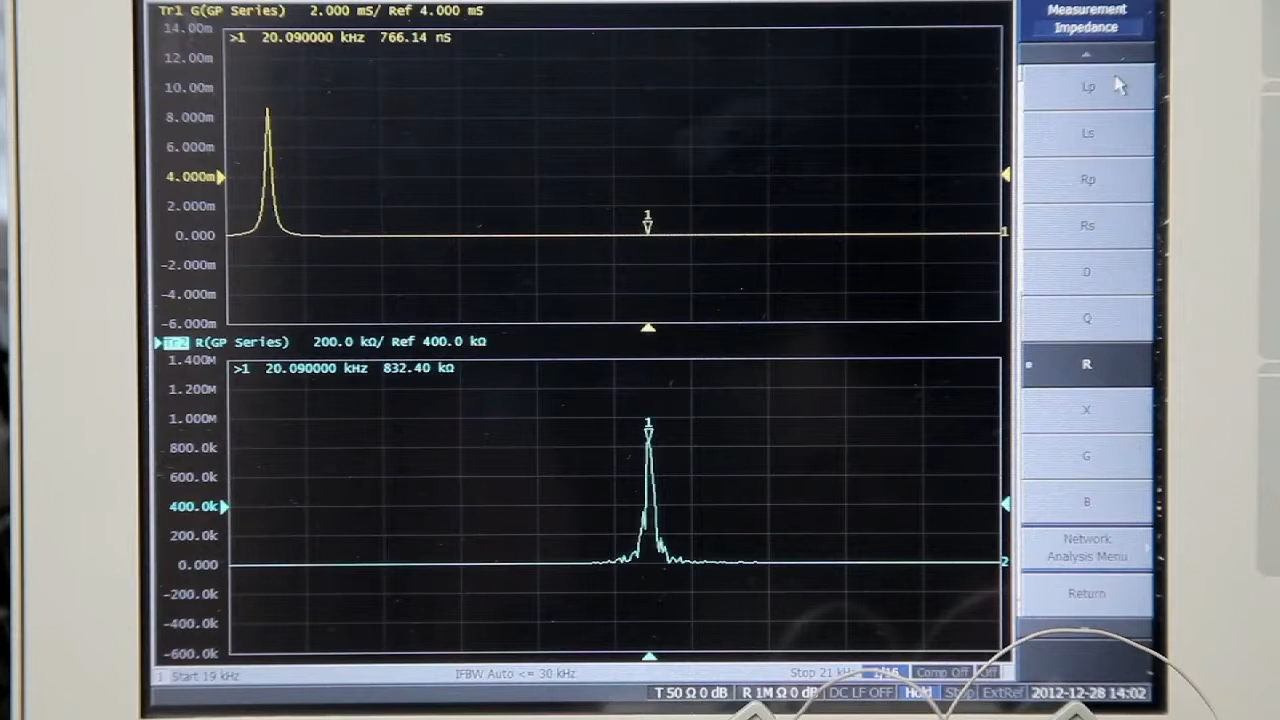 Tr1 G(GP Series) 2.000 mS/ Ref 4.000 mS
14.00m
>1 20.090000 kHz 766.14 nS
12.00m
10.00m
8.000m
6.000m
4.000m
2.000m
0.000
-2.000m
-4.000m
-6.000m
1
1
Tr2 R(GP Series) 200.0 kΩ/ Ref 400.0 kΩ
1.400M
>1 20.090000 kHz 832.40 kΩ
1.200M
1.000M
800.0k
600.0k
400.0k
200.0k
0.000
-200.0k
-400.0k
-600.0k
1
2
1 Start 19 kHz IFBW Auto <= 30 kHz Stop 21 kHz Comp Off Off
T 50 Ω 0 dB R 1M Ω 0 dB DC LF OFF Hold ExtRef 2012-12-28 14:02
Measurement
Impedance
Lp
Ls
Rp
Rs
D
Q
R
X
G
B
Network
Analysis Menu
Return